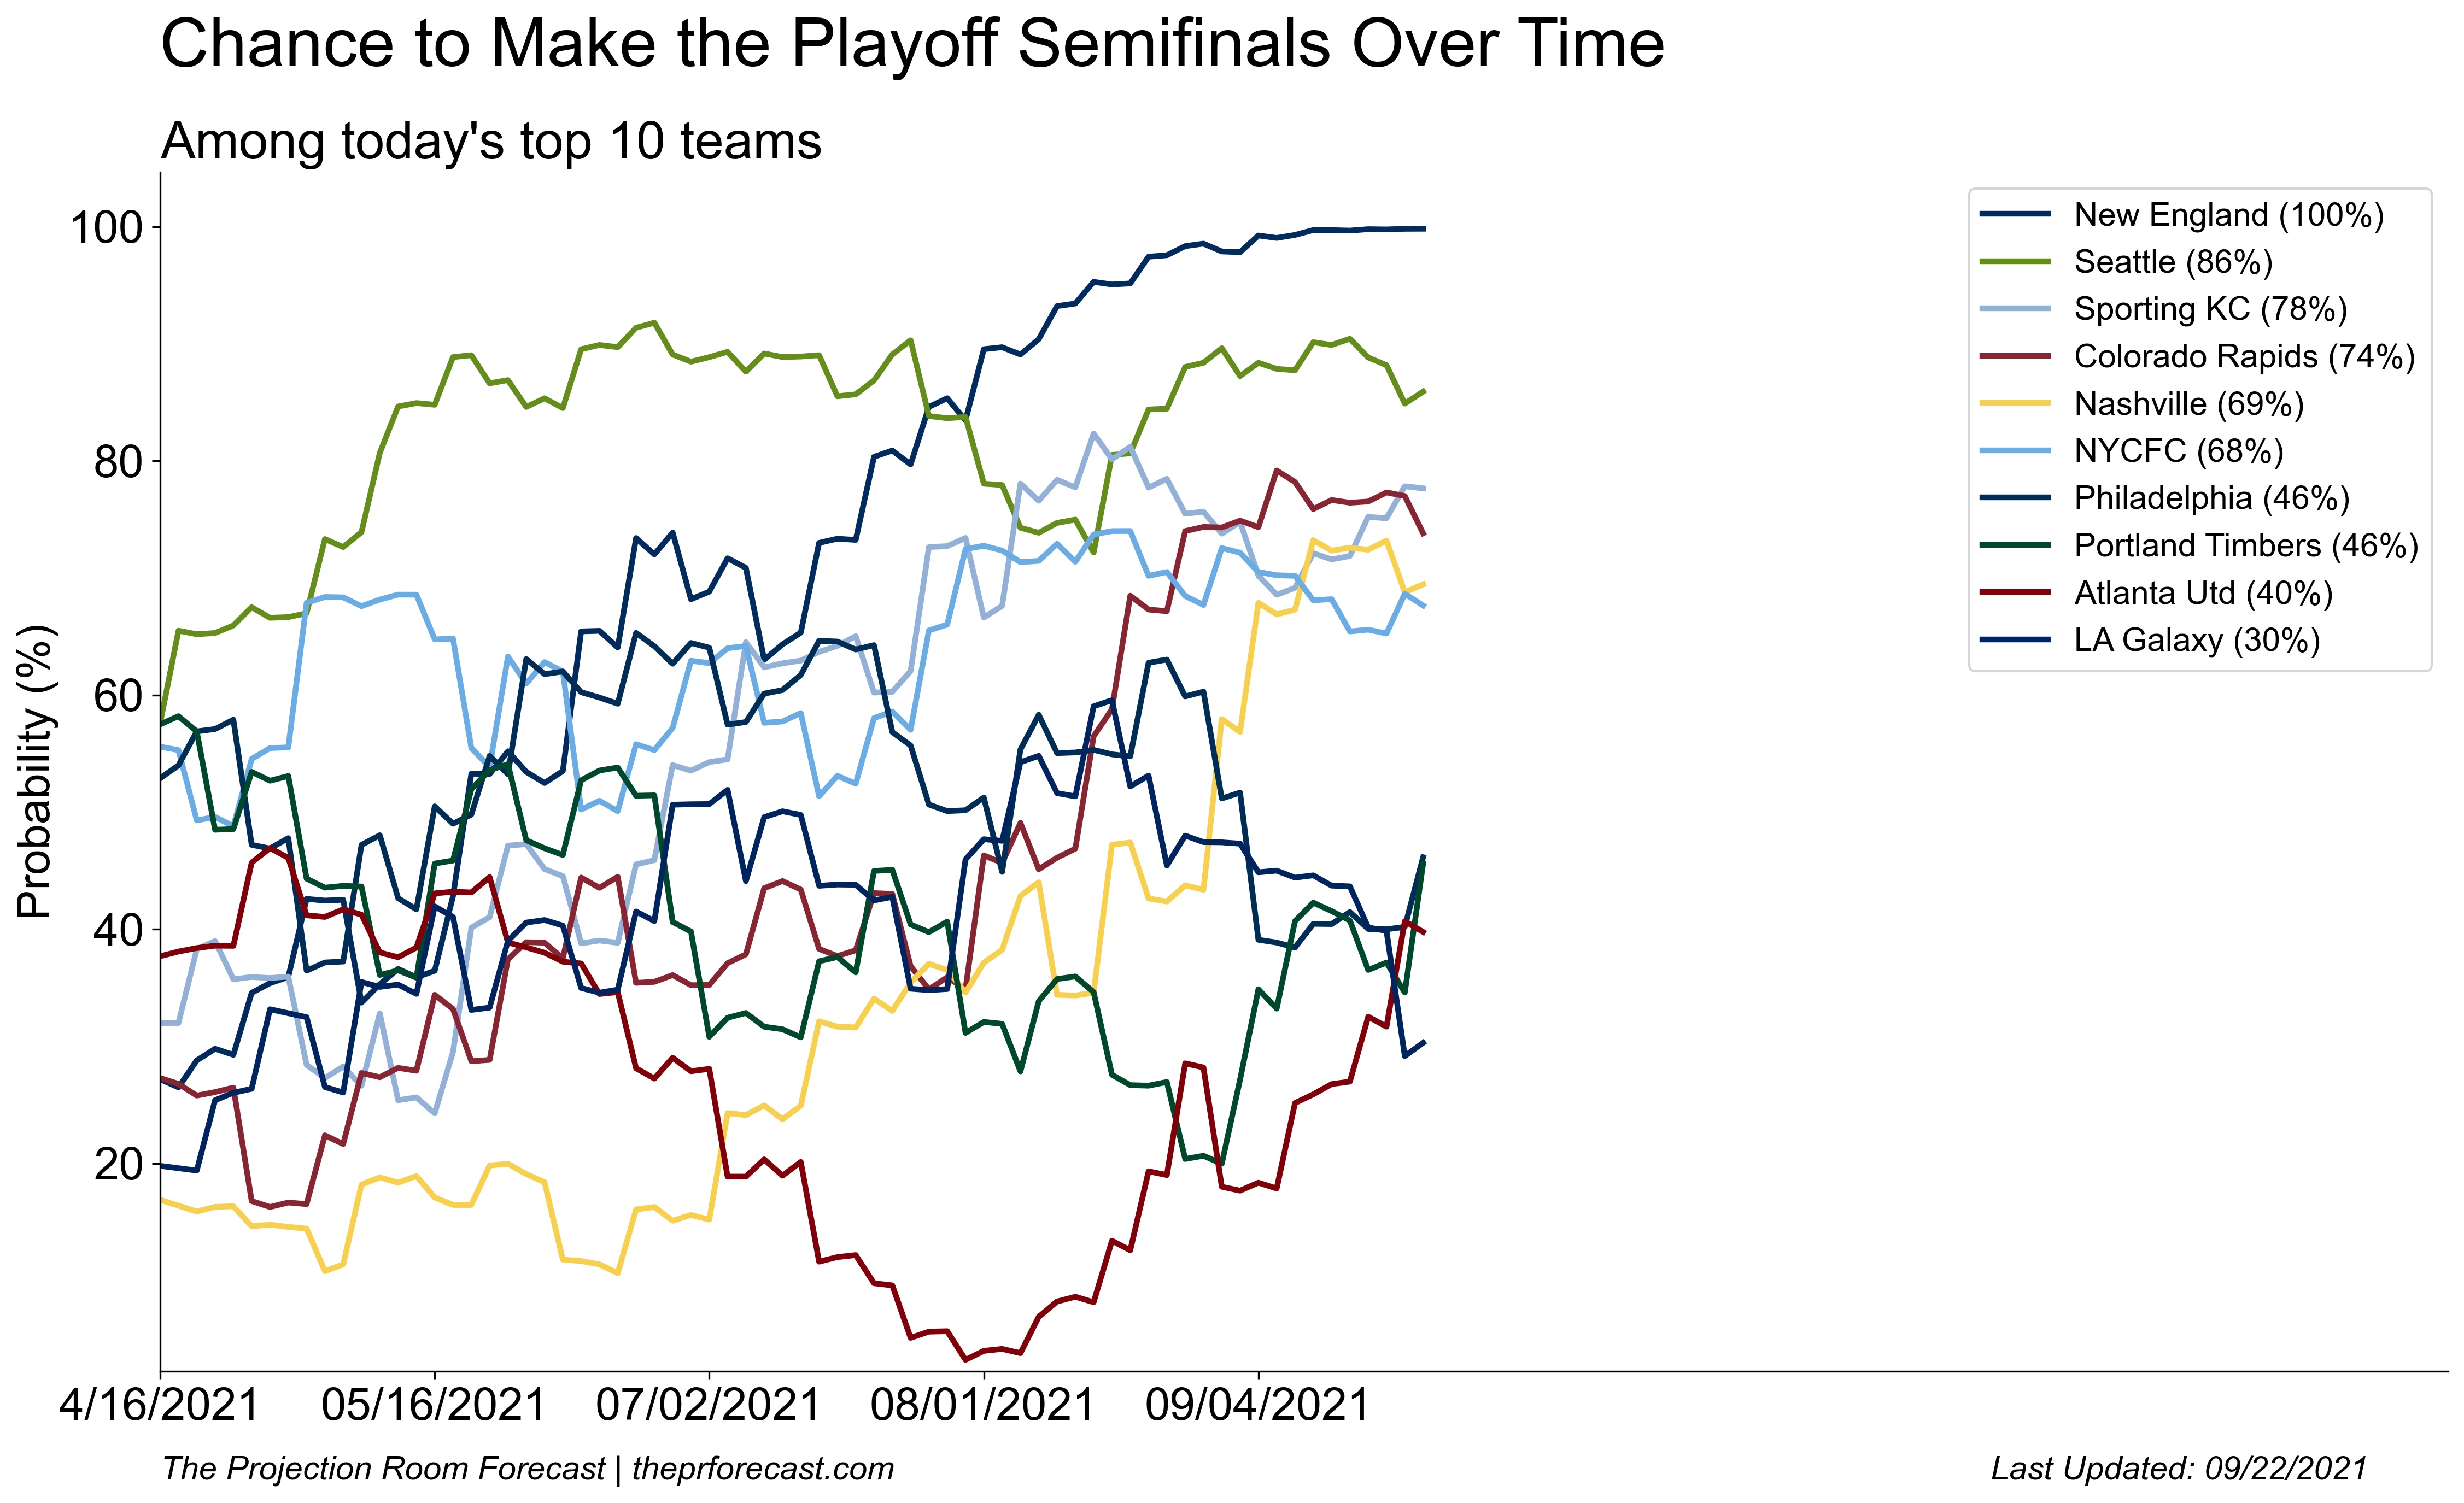 Chance to Make the Playoff Semifinals Over Time
Among today's top 10 teams
100
80
60
40
20
Probability (%)
New England (100%)
Seattle (86%)
Sporting KC (78%)
Colorado Rapids (74%)
Nashville (69%)
NYCFC (68%)
Philadelphia (46%)
Portland Timbers (46%)
Atlanta Utd (40%)
LA Galaxy (30%)
4/16/2021 05/16/2021 07/02/2021 08/01/2021 09/04/2021
The Projection Room Forecast | theprforecast.com
Last Updated: 09/22/2021